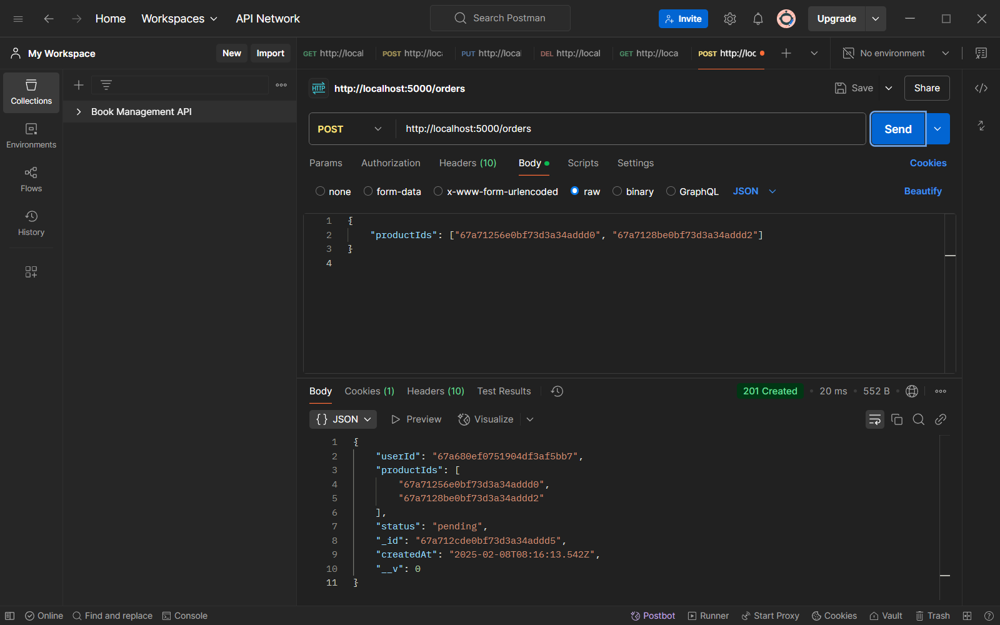 Home Workspaces API Network Search Postman Invite Upgrade
My Workspace New Import GET http://local POST http://loc PUT http://local DEL http://local GET http://loca POST http://loc No environment
Collections
Environments
Flows
History
Book Management API
HTTP http://localhost:5000/orders Save Share
POST http://localhost:5000/orders Send
Params Authorization Headers (10) Body Scripts Settings Cookies
none form-data x-www-form-urlencoded raw binary GraphQL JSON Beautify
1 {
2 "productIds": ["67a71256e0bf73d3a34addd0", "67a7128be0bf73d3a34addd2"]
3 }
4
Body Cookies (1) Headers (10) Test Results 201 Created 20 ms 552 B
{} JSON Preview Visualize
1 {
2 "userId": "67a680ef0751904df3af5bb7",
3 "productIds": [
4 "67a71256e0bf73d3a34addd0",
5 "67a7128be0bf73d3a34addd2"
6 ],
7 "status": "pending",
8 "_id": "67a712cde0bf73d3a34addd5",
9 "createdAt": "2025-02-08T08:16:13.542Z",
10 "__v": 0
11 }
Online Find and replace Console Postbot Runner Start Proxy Cookies Vault Trash